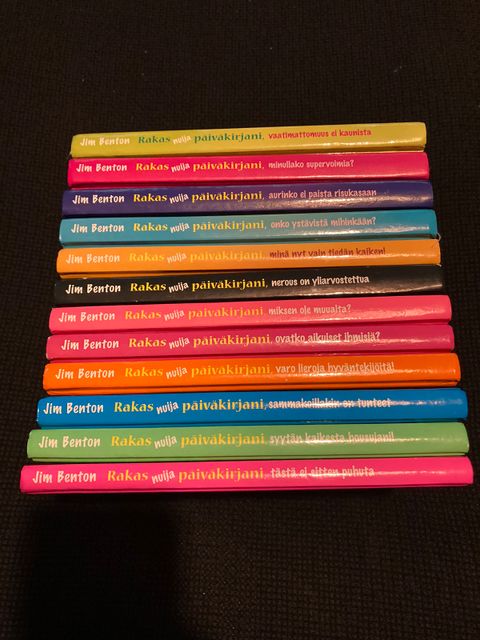 Jim Benton Rakas nuija päiväkirjani, vaatimattomuus ei kaunista
Jim Benton Rakas nuija päiväkirjani, minullako supervoimia?
Jim Benton Rakas nuija päiväkirjani, aurinko ei paista risukasaan
Jim Benton Rakas nuija päiväkirjani, onko ystävistä mihinkään?
Jim Benton Rakas nuija päiväkirjani, minä nyt vain tiedän kaiken!
Jim Benton Rakas nuija päiväkirjani, nerous on yliarvostettua
Jim Benton Rakas nuija päiväkirjani, miksen ole muualta?
Jim Benton Rakas nuija päiväkirjani, ovatko aikuiset ihmisiä?
Jim Benton Rakas nuija päiväkirjani, varo lieroja hyväntekijöitä!
Jim Benton Rakas nuija päiväkirjani, sammakoillakin on tunteet
Jim Benton Rakas nuija päiväkirjani, syytän kaikesta housujani!
Jim Benton Rakas nuija päiväkirjani, tästä ei sitten puhuta